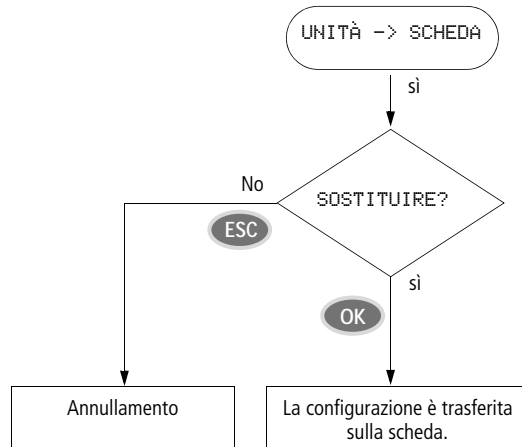 UNITÀ -> SCHEDA
sì
No
SOSTITUIRE?
ESC
sì
OK
Annullamento
La configurazione è trasferita
sulla scheda.